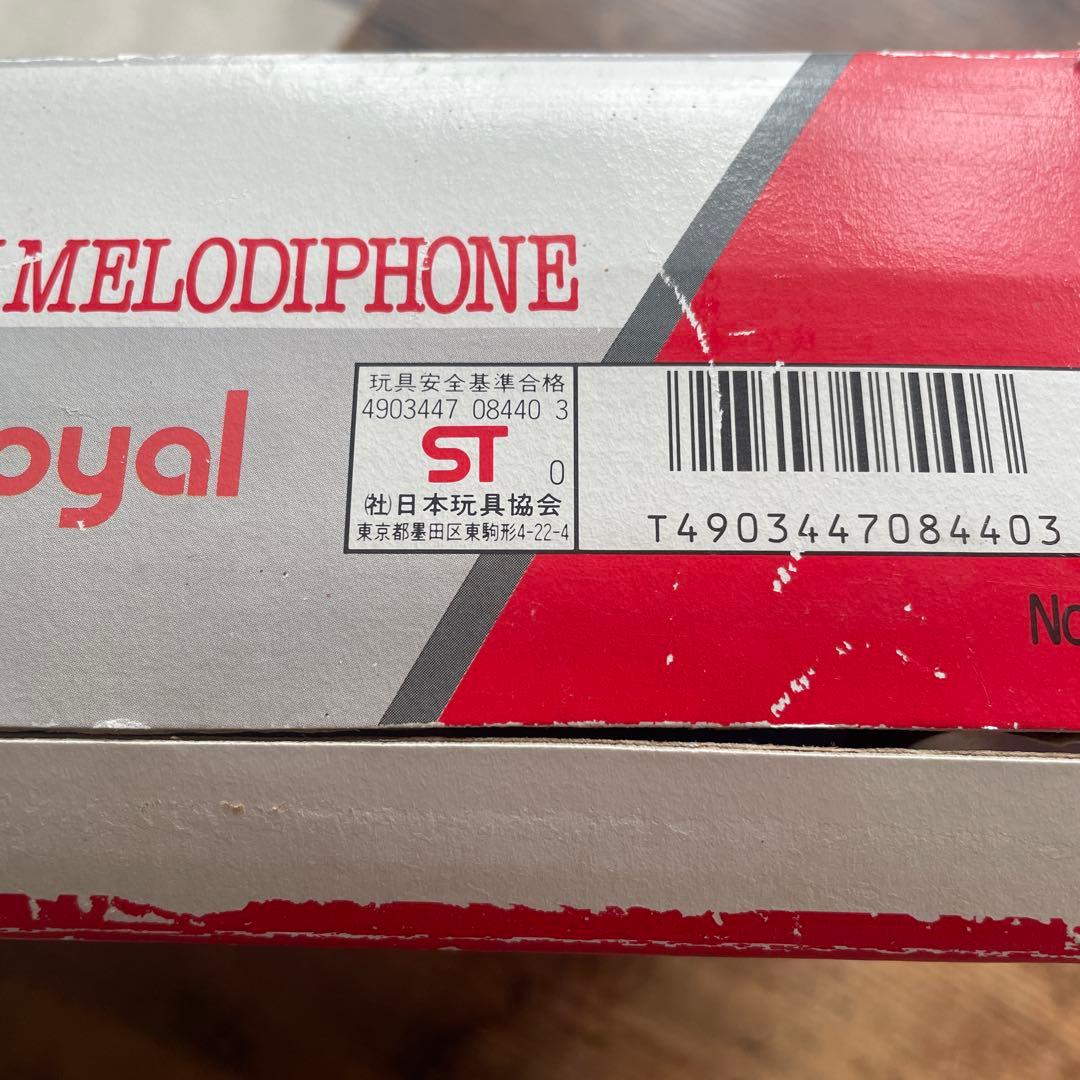 MELODIPHONE
oyal
玩具安全基準合格
4903447 08440 3
ST 0
(社)日本玩具協会
東京都墨田区東駒形4-22-4
T4903447084403
No